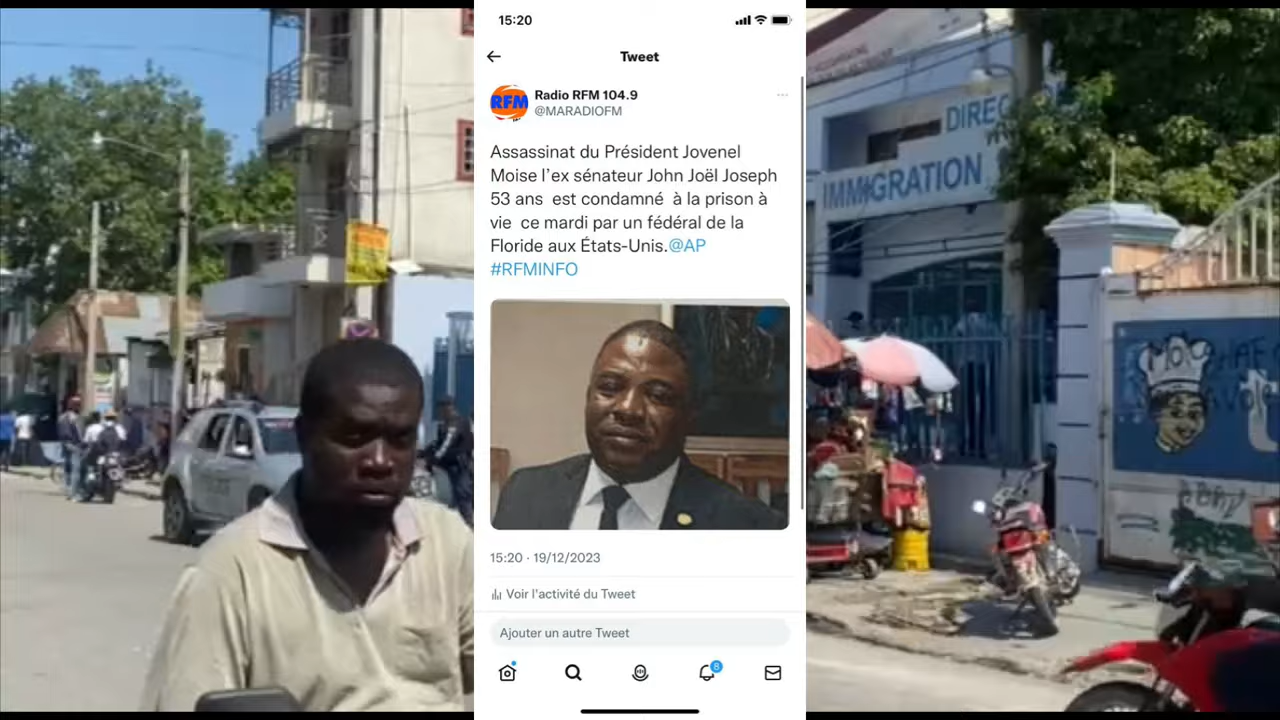 15:20
Tweet
RFM
Radio RFM 104.9
@MARADIOFM
Assassinat du Président Jovenel
Moise l'ex sénateur John Joël Joseph
53 ans est condamné à la prison à
vie ce mardi par un fédéral de la
Floride aux États-Unis.@AP
#RFMINFO
15:20 · 19/12/2023
Voir l'activité du Tweet
Ajouter un autre Tweet
8
IMMIGRATION